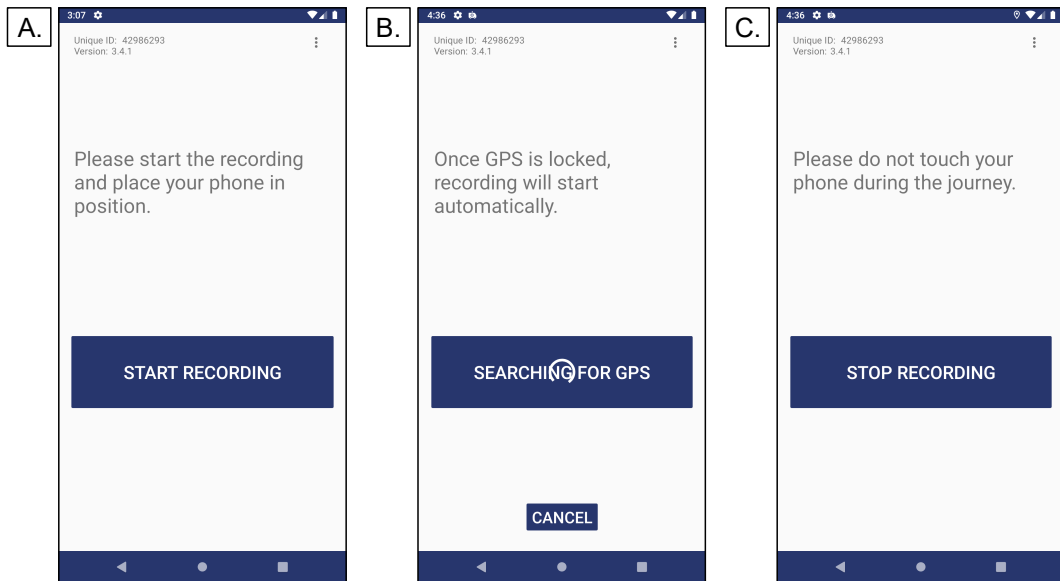 A.
3:07
Unique ID: 42986293
Version: 3.4.1
Please start the recording
and place your phone in
position.
START RECORDING
B.
4:36
Unique ID: 42986293
Version: 3.4.1
Once GPS is locked,
recording will start
automatically.
SEARCHING FOR GPS
CANCEL
C.
4:36
Unique ID: 42986293
Version: 3.4.1
Please do not touch your
phone during the journey.
STOP RECORDING